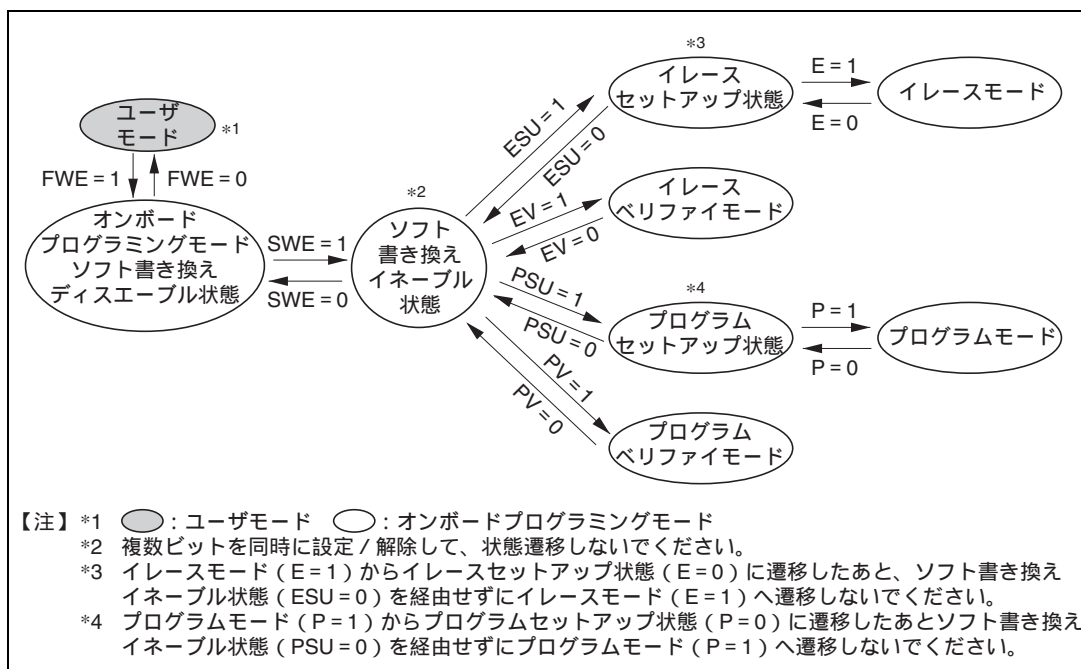 *3
イレース
セットアップ状態
E = 1
E = 0
イレースモード
ユーザ
モード
*1
FWE = 1
FWE = 0
ESU = 1
ESU = 0
オンボード
プログラミングモード
ソフト書き換え
ディスエーブル状態
SWE = 1
SWE = 0
*2
ソフト
書き換え
イネーブル
状態
EV = 1
EV = 0
イレース
ベリファイモード
PSU = 1
PSU = 0
*4
プログラム
セットアップ状態
P = 1
P = 0
プログラムモード
PV = 1
PV = 0
プログラム
ベリファイモード
【注】*1 :ユーザモード :オンボードプログラミングモード
*2 複数ビットを同時に設定/解除して、状態遷移しないでください。
*3 イレースモード(E=1)からイレースセットアップ状態(E=0)に遷移したあと、ソフト書き換え
イネーブル状態(ESU=0)を経由せずにイレースモード(E=1)へ遷移しないでください。
*4 プログラムモード(P=1)からプログラムセットアップ状態(P=0)に遷移したあとソフト書き換え
イネーブル状態(PSU=0)を経由せずにプログラムモード(P=1)へ遷移しないでください。